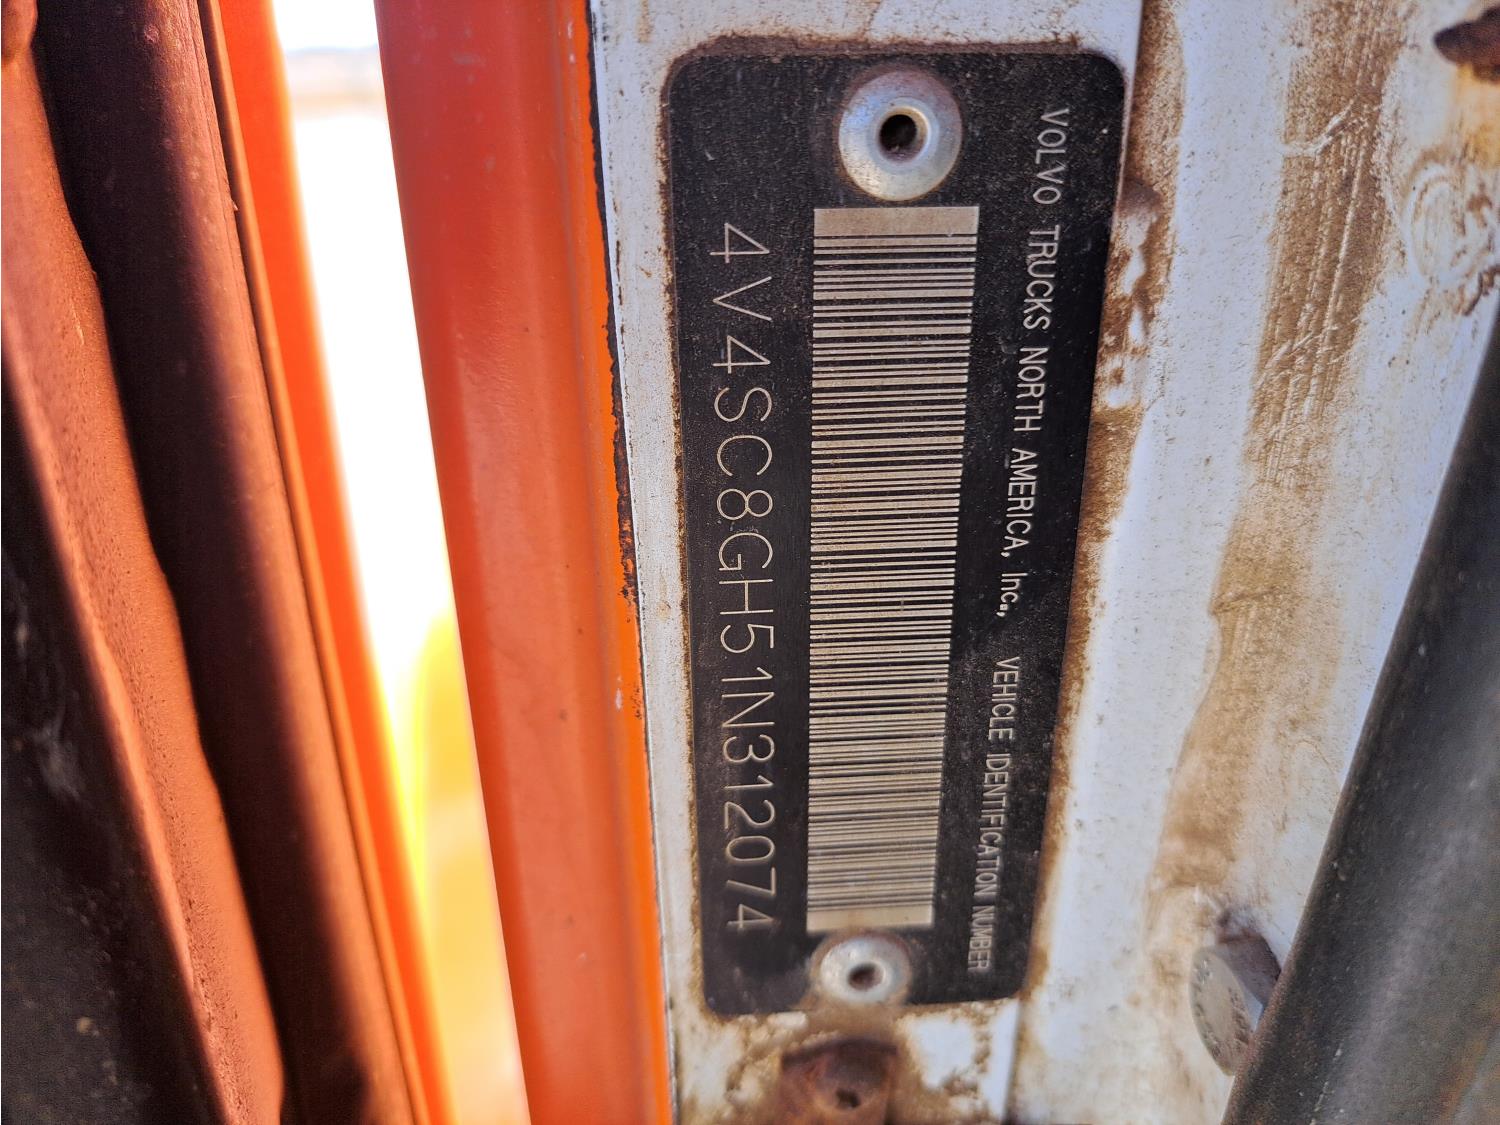 VOLVO TRUCKS NORTH AMERICA, Inc., VEHICLE IDENTIFICATION NUMBER
4V4SC8GH51N312074